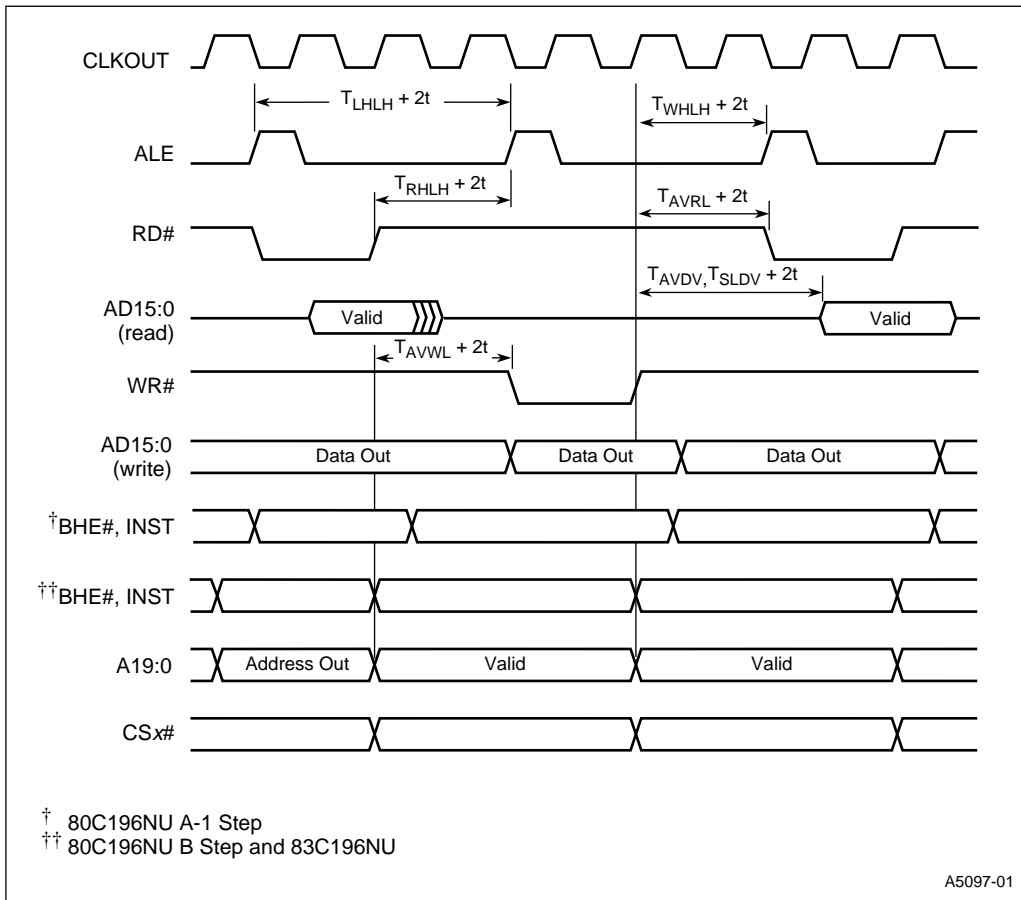 CLKOUT
T_LHLH + 2t
T_WHLH + 2t
ALE
T_RHLH + 2t
T_AVRL + 2t
RD#
T_AVDV,T_SLDV + 2t
AD15:0
(read)
Valid
Valid
T_AVWL + 2t
WR#
AD15:0
(write)
Data Out
Data Out
Data Out
†BHE#, INST
††BHE#, INST
A19:0
Address Out
Valid
Valid
CSx#
† 80C196NU A-1 Step
†† 80C196NU B Step and 83C196NU
A5097-01